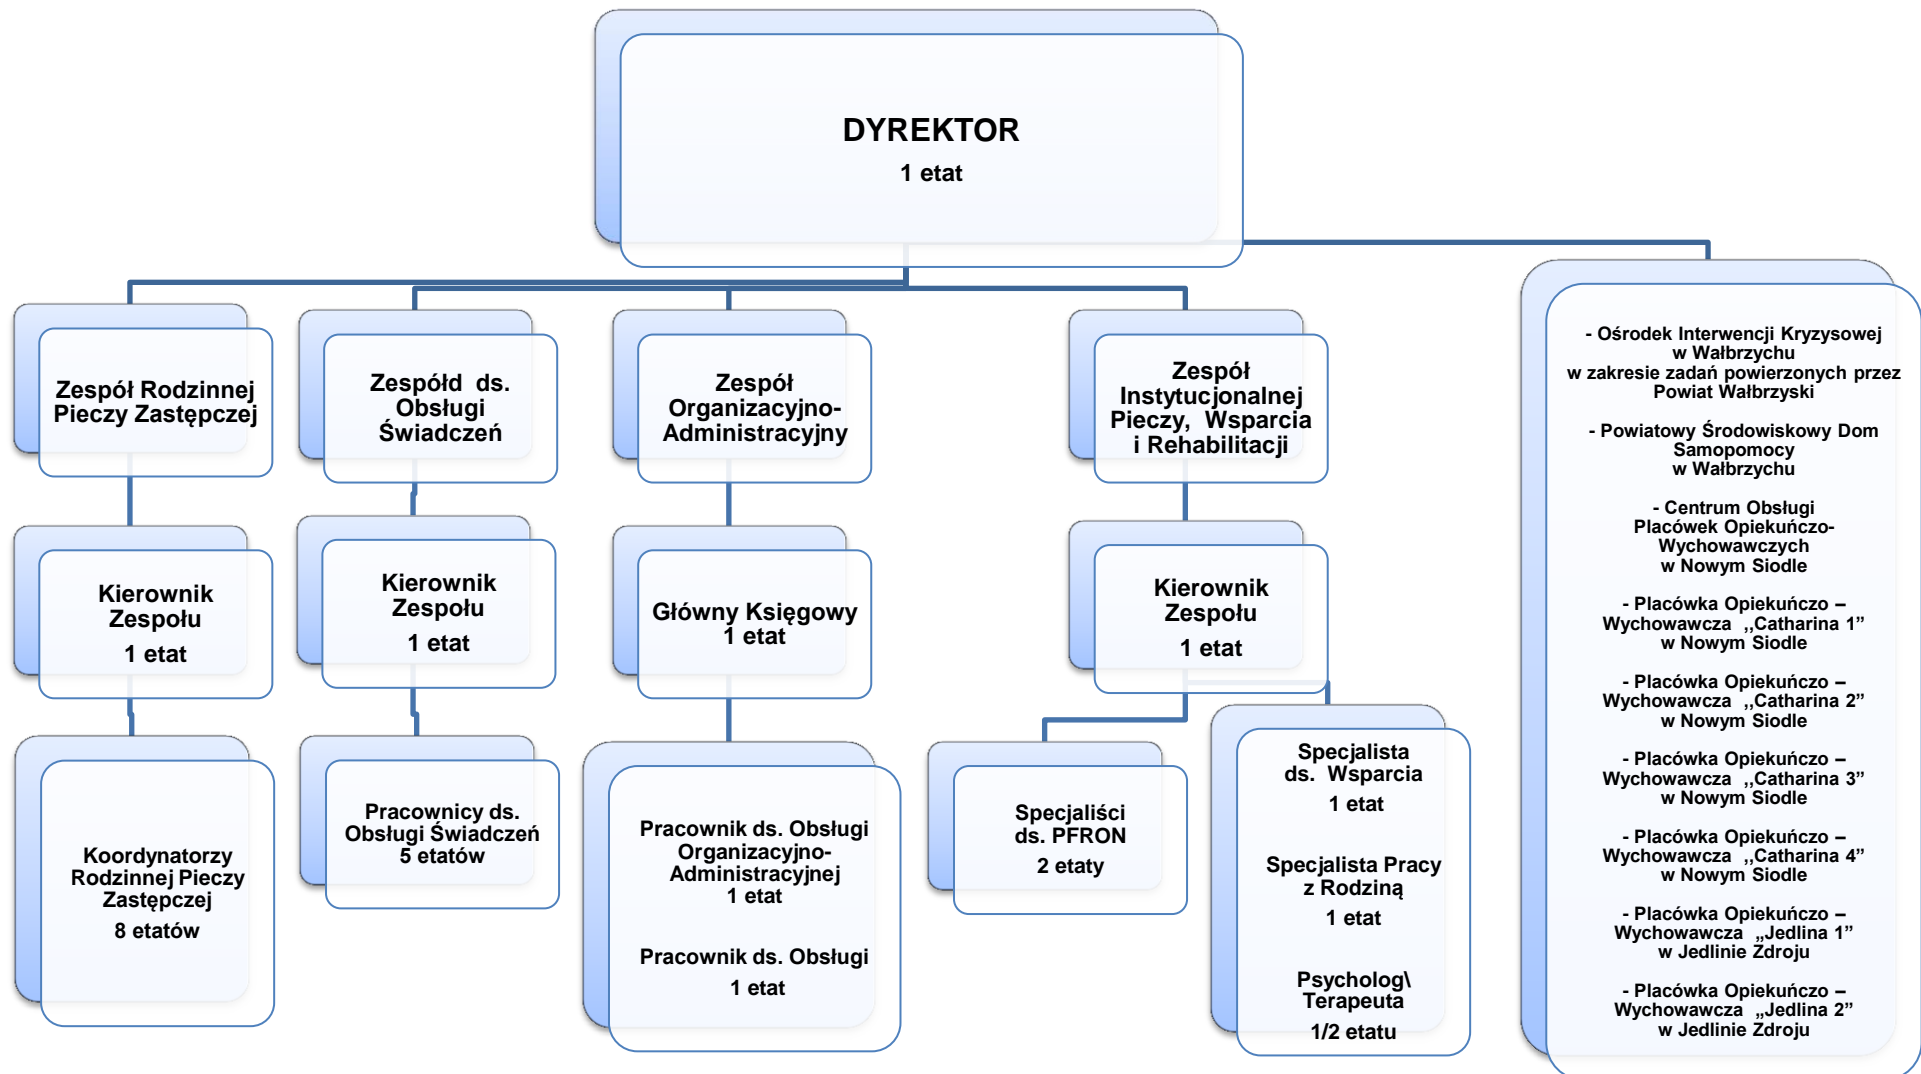 DYREKTOR
1 etat
Zespół Rodzinnej
Pieczy Zastępczej
Kierownik
Zespołu
1 etat
Koordynatorzy
Rodzinnej Pieczy
Zastępczej
8 etatów
Zespółd  ds.
Obsługi
Świadczeń
Kierownik
Zespołu
1 etat
Pracownicy ds.
Obsługi Świadczeń
5 etatów
Zespół
Organizacyjno-
Administracyjny
Główny Księgowy
1 etat
Pracownik ds. Obsługi
Organizacyjno-
Administracyjnej
1 etat
Pracownik ds. Obsługi
1 etat
Zespół
Instytucjonalnej
Pieczy,  Wsparcia
i Rehabilitacji
Kierownik
Zespołu
1 etat
Specjaliści
ds. PFRON
2 etaty
Specjalista
ds.  Wsparcia
1 etat
Specjalista Pracy
z Rodziną
1 etat
Psycholog\
Terapeuta
1/2 etatu
- Ośrodek Interwencji Kryzysowej
w Wałbrzychu
w zakresie zadań powierzonych przez
Powiat Wałbrzyski
- Powiatowy Środowiskowy Dom
Samopomocy
w Wałbrzychu
- Centrum Obsługi
Placówek Opiekuńczo-
Wychowawczych
w Nowym Siodle
- Placówka Opiekuńczo –
Wychowawcza  ,,Catharina 1”
w Nowym Siodle
- Placówka Opiekuńczo –
Wychowawcza  ,,Catharina 2”
w Nowym Siodle
- Placówka Opiekuńczo –
Wychowawcza  ,,Catharina 3”
w Nowym Siodle
- Placówka Opiekuńczo –
Wychowawcza  ,,Catharina 4”
w Nowym Siodle
- Placówka Opiekuńczo –
Wychowawcza  „Jedlina 1”
w Jedlinie Zdroju
- Placówka Opiekuńczo –
Wychowawcza  „Jedlina 2”
w Jedlinie Zdroju